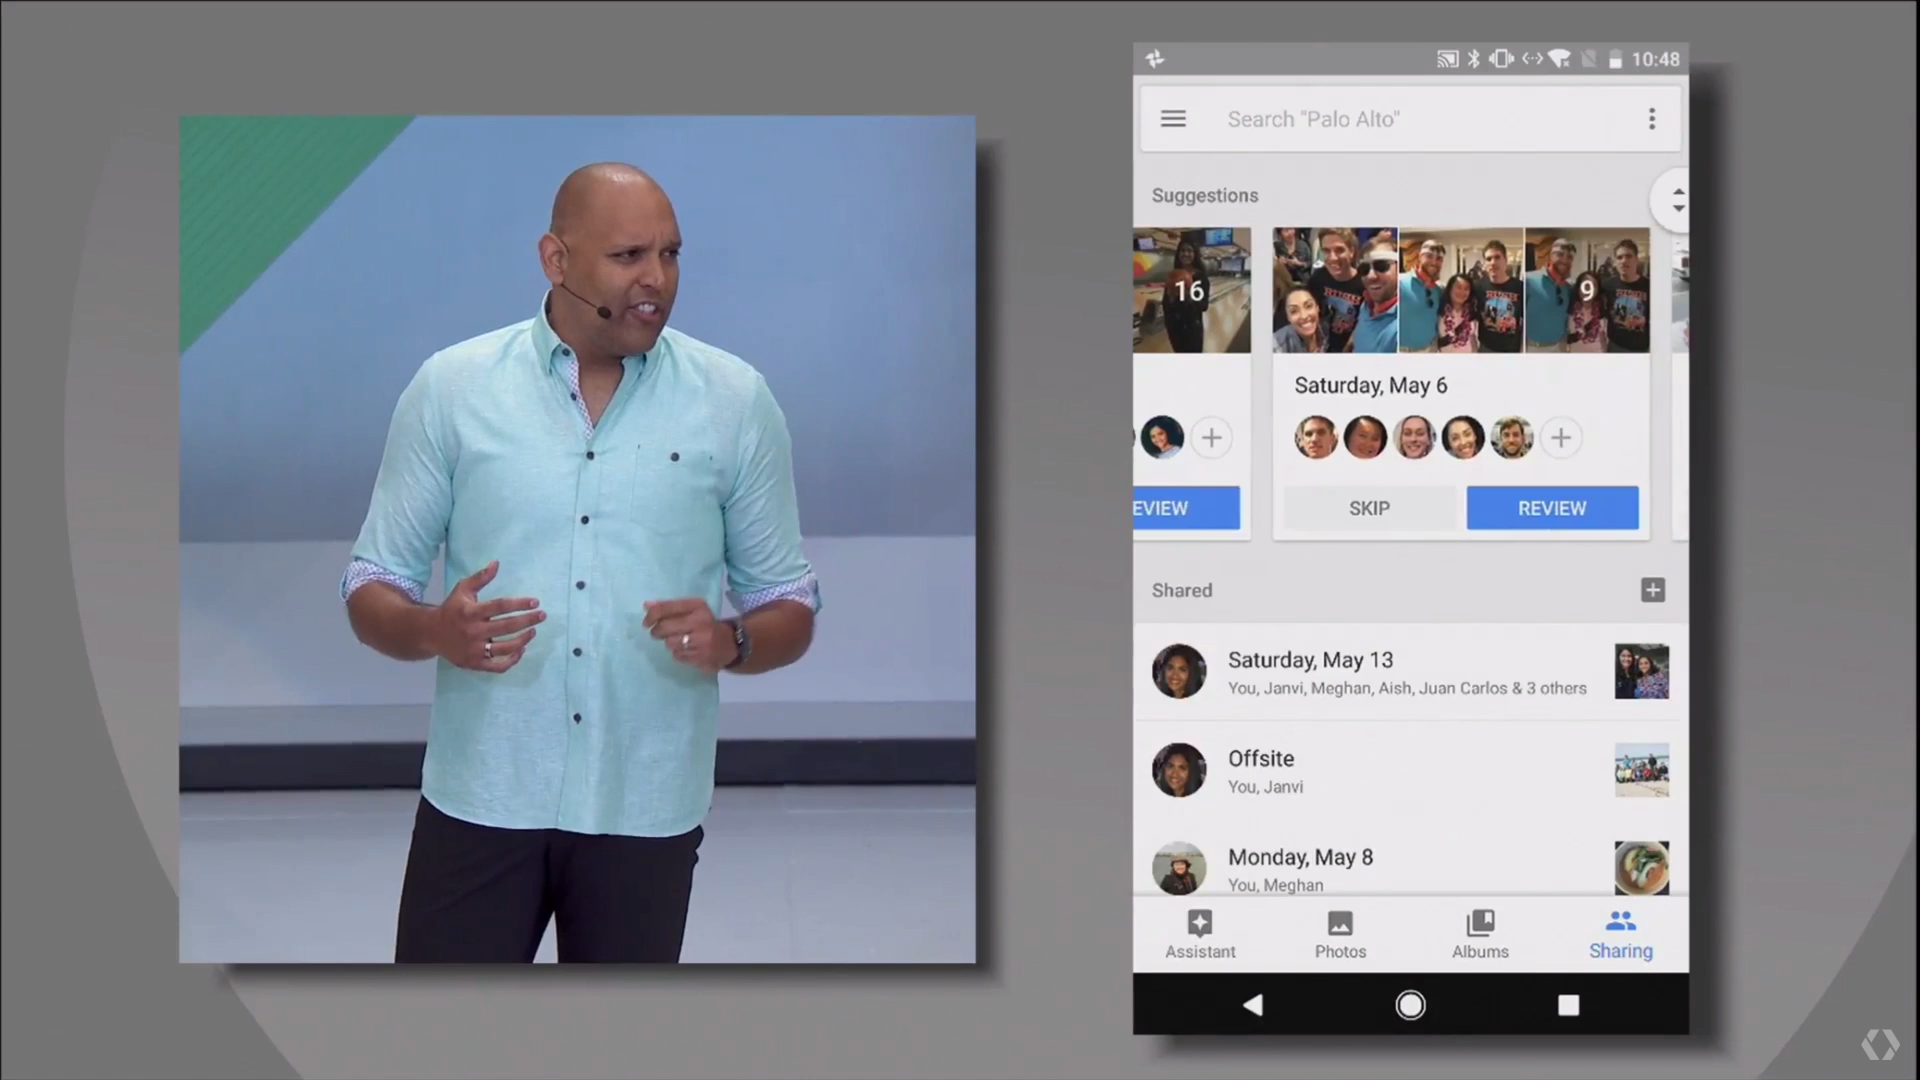 10:48
Search "Palo Alto"
Suggestions
16
9
Saturday, May 6
EVIEW
SKIP
REVIEW
Shared
Saturday, May 13
You, Janvi, Meghan, Aish, Juan Carlos & 3 others
Offsite
You, Janvi
Monday, May 8
You, Meghan
Assistant
Photos
Albums
Sharing